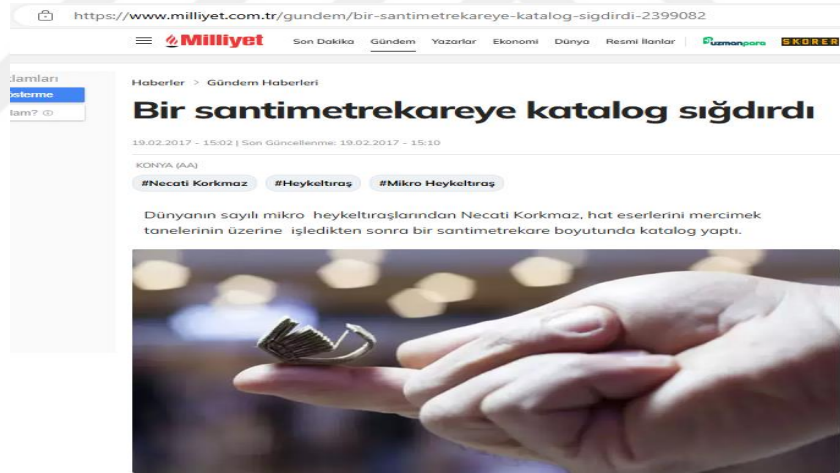 https://www.milliyet.com.tr/gundem/bir-santimetrekareye-katalog-sigdirdi-2399082
Milliyet Son Dakika Gündem Yazarlar Ekonomi Dünya Resmi İlanlar uzmanpara SKORER
Haberler > Gündem Haberleri
Bir santimetrekareye katalog sığdırdı
19.02.2017 - 15:02 | Son Güncellenme: 19.02.2017 - 15:10
KONYA (AA)
#Necati Korkmaz #Heykeltıraş #Mikro Heykeltıraş
Dünyanın sayılı mikro heykeltıraşlarından Necati Korkmaz, hat eserlerini mercimek
tanelerinin üzerine işledikten sonra bir santimetrekare boyutunda katalog yaptı.